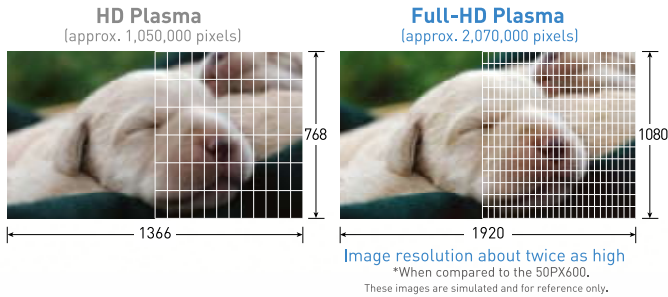 HD Plasma
(approx. 1,050,000 pixels)
768
1366
Full-HD Plasma
(approx. 2,070,000 pixels)
1080
1920
Image resolution about twice as high
*When compared to the 50PX600.
These images are simulated and for reference only.